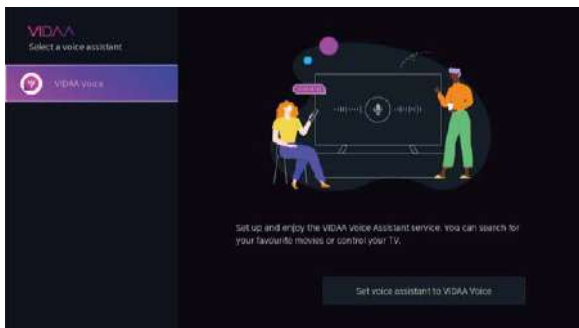 VIDAA
Select a voice assistant
VIDAA Voice
Set up and enjoy the VIDAA Voice Assistant service. You can search for
your favourite movies or control your TV.
Set voice assistant to VIDAA Voice